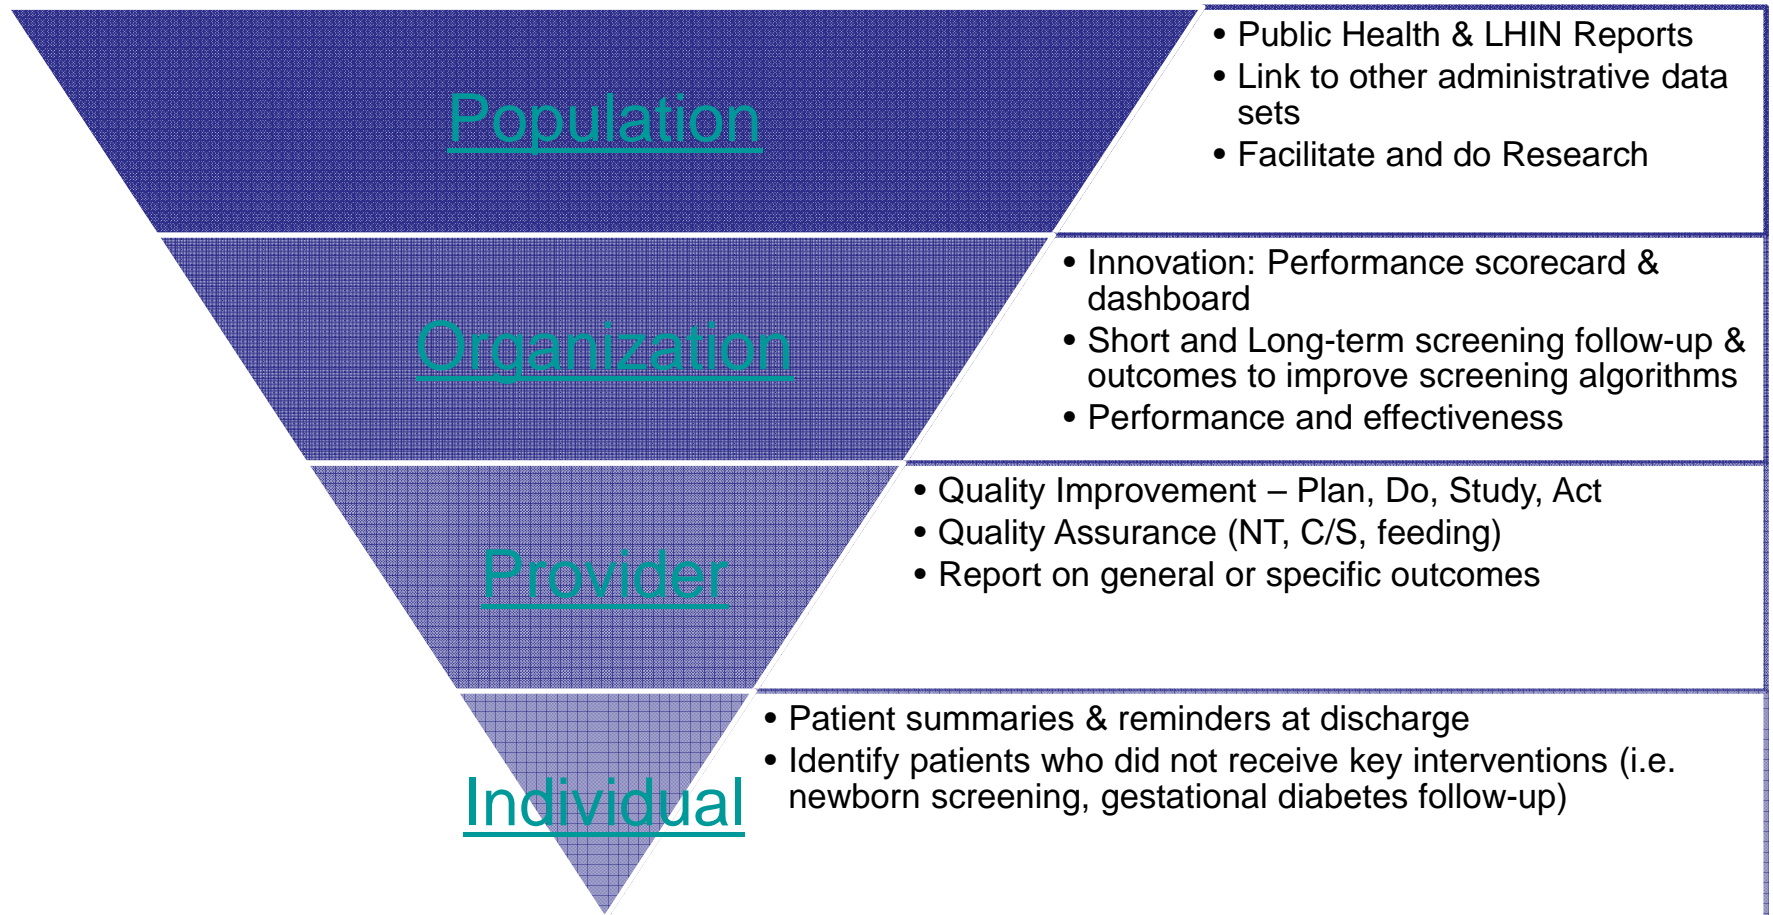 Population
• Public Health & LHIN Reports
• Link to other administrative data
sets
• Facilitate and do Research
Organization
• Innovation: Performance scorecard &
dashboard
• Short and Long-term screening follow-up &
outcomes to improve screening algorithms
• Performance and effectiveness
Provider
• Quality Improvement – Plan, Do, Study, Act
• Quality Assurance (NT, C/S, feeding)
• Report on general or specific outcomes
Individual
• Patient summaries & reminders at discharge
• Identify patients who did not receive key interventions (i.e.
newborn screening, gestational diabetes follow-up)